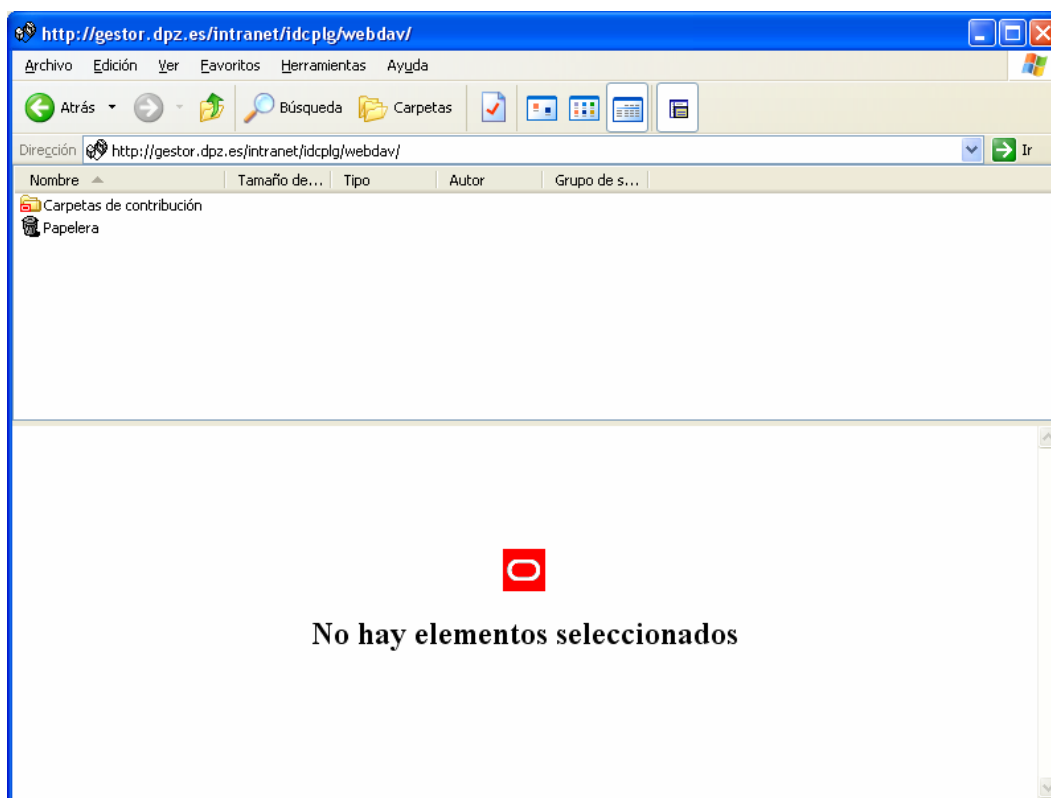 http://gestor.dpz.es/intranet/idcplg/webdav/
Archivo Edición Ver Favoritos Herramientas Ayuda
Atrás Búsqueda Carpetas
Dirección http://gestor.dpz.es/intranet/idcplg/webdav/ Ir
Nombre Tamaño de... Tipo Autor Grupo de s...
Carpetas de contribución
Papelera
No hay elementos seleccionados